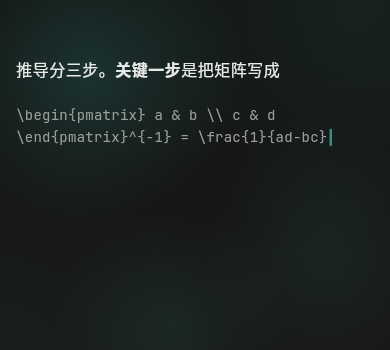 推导分三步。关键一步是把矩阵写成
\begin{pmatrix} a & b \\ c & d
\end{pmatrix}^{-1} = \frac{1}{ad-bc}